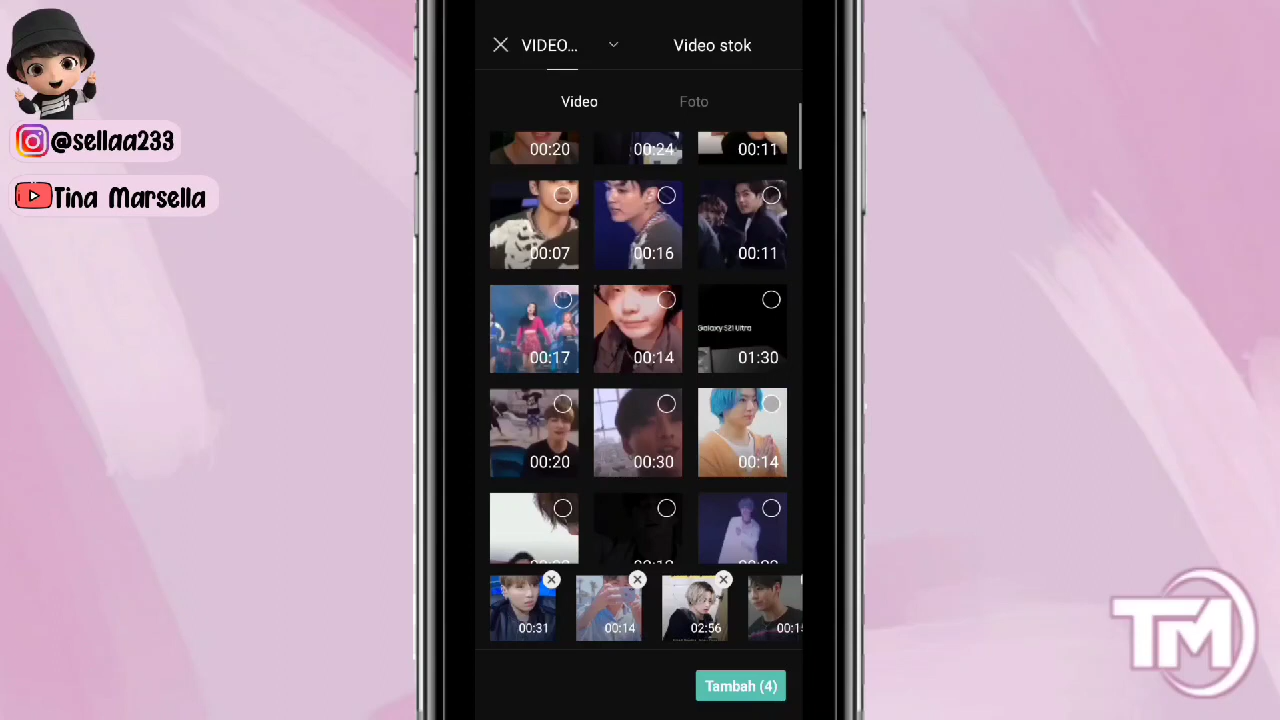 VIDEO...
Video stok
Video
Foto
@sellaa233
Tina Marsella
00:20
00:24
00:11
00:07
00:16
00:11
00:17
00:14
Galaxy S21 Ultra
01:30
00:20
00:30
00:14
00:31
00:14
02:56
Tambah (4)
TM